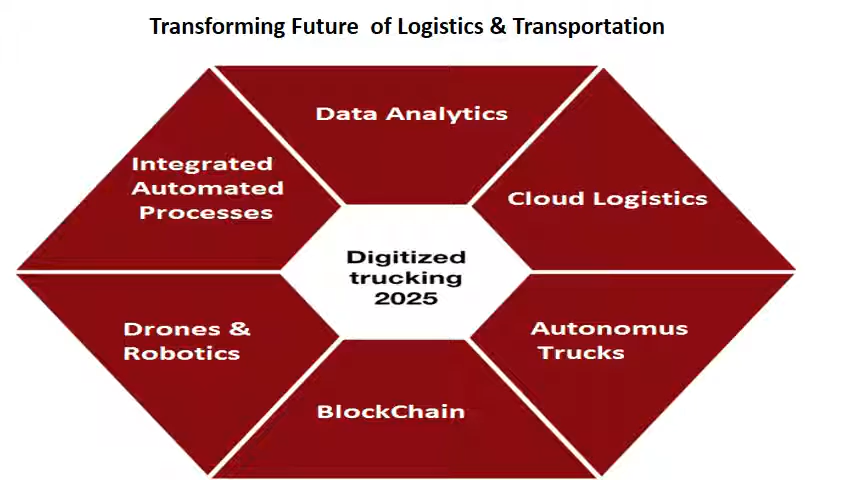 Transforming Future of Logistics & Transportation
Data Analytics
Integrated
Automated
Processes
Cloud Logistics
Digitized
trucking
2025
Drones &
Robotics
Autonomus
Trucks
BlockChain